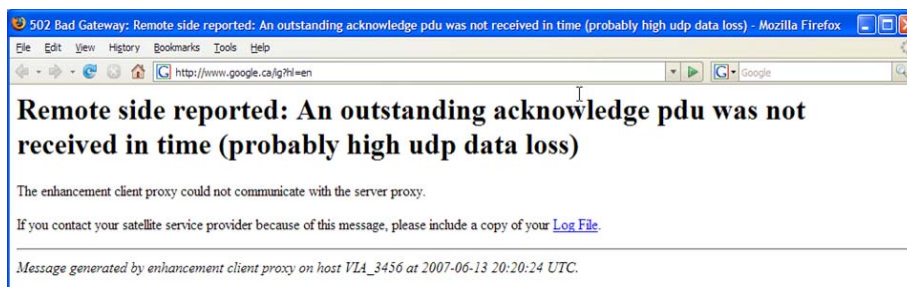 502 Bad Gateway: Remote side reported: An outstanding acknowledge pdu was not received in time (probably high udp data loss) - Mozilla Firefox
File Edit View History Bookmarks Tools Help
http://www.google.ca/ig?hl=en Google
Remote side reported: An outstanding acknowledge pdu was not
received in time (probably high udp data loss)
The enhancement client proxy could not communicate with the server proxy.
If you contact your satellite service provider because of this message, please include a copy of your Log File.
Message generated by enhancement client proxy on host VIA_3456 at 2007-06-13 20:20:24 UTC.